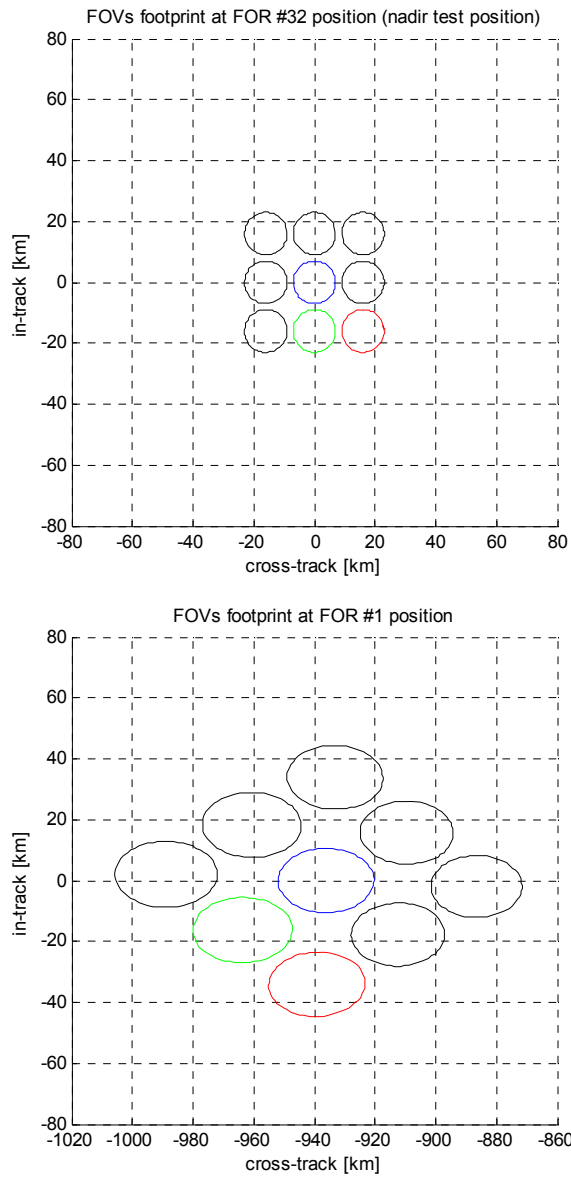 FOVs footprint at FOR #32 position (nadir test position)
80
60
40
20
0
-20
-40
-60
-80
in-track [km]
-80 -60 -40 -20 0 20 40 60 80
cross-track [km]
FOVs footprint at FOR #1 position
80
60
40
20
0
-20
-40
-60
-80
in-track [km]
-1020 -1000 -980 -960 -940 -920 -900 -880 -860
cross-track [km]